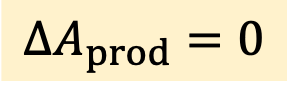 ΔA_prod = 0